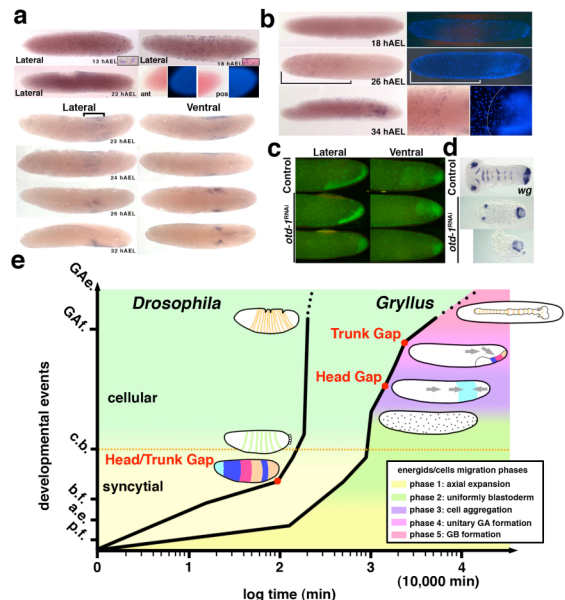 a
13 hAEL
18 hAEL
Lateral
Lateral
Lateral
22 hAEL
ant
pos
Lateral
Ventral
23 hAEL
24 hAEL
26 hAEL
32 hAEL
b
18 hAEL
26 hAEL
34 hAEL
c
Lateral
Ventral
Control
otd-1RNAi
d
Control
wg
otd-1RNAi
e
developmental events
GAe.
GAf.
c.b.
b.f.
a.e.
p.f.
Drosophila
Gryllus
Trunk Gap
Head Gap
cellular
Head/Trunk Gap
syncytial
energids/cells migration phases
phase 1: axial expansion
phase 2: uniformly blastoderm
phase 3: cell aggregation
phase 4: unitary GA formation
phase 5: GB formation
0
1
2
3
4
(10,000 min)
log time (min)